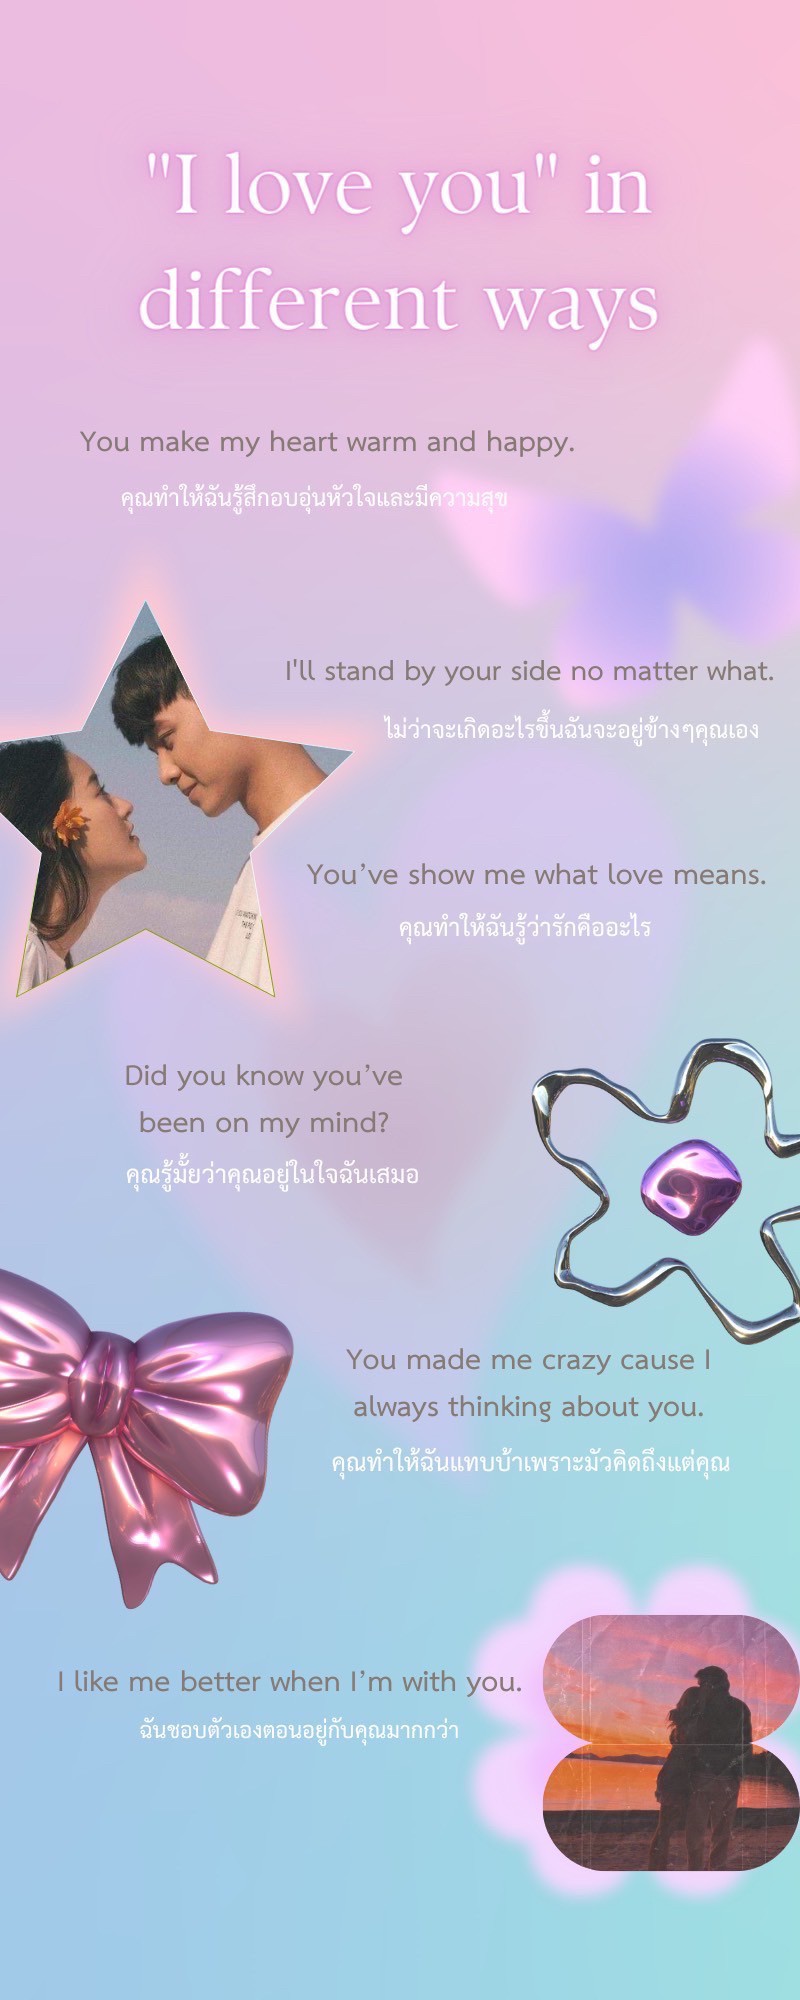 "I love you" in
different ways
You make my heart warm and happy.
คุณทำให้ฉันรู้สึกอบอุ่นหัวใจและมีความสุข
I'll stand by your side no matter what.
ไม่ว่าจะเกิดอะไรขึ้นฉันจะอยู่ข้างๆคุณเอง
You’ve show me what love means.
คุณทำให้ฉันรู้ว่ารักคืออะไร
Did you know you’ve
been on my mind?
คุณรู้มั้ยว่าคุณอยู่ในใจฉันเสมอ
You made me crazy cause I
always thinking about you.
คุณทำให้ฉันแทบบ้าเพราะมัวคิดถึงแต่คุณ
I like me better when I’m with you.
ฉันชอบตัวเองตอนอยู่กับคุณมากกว่า